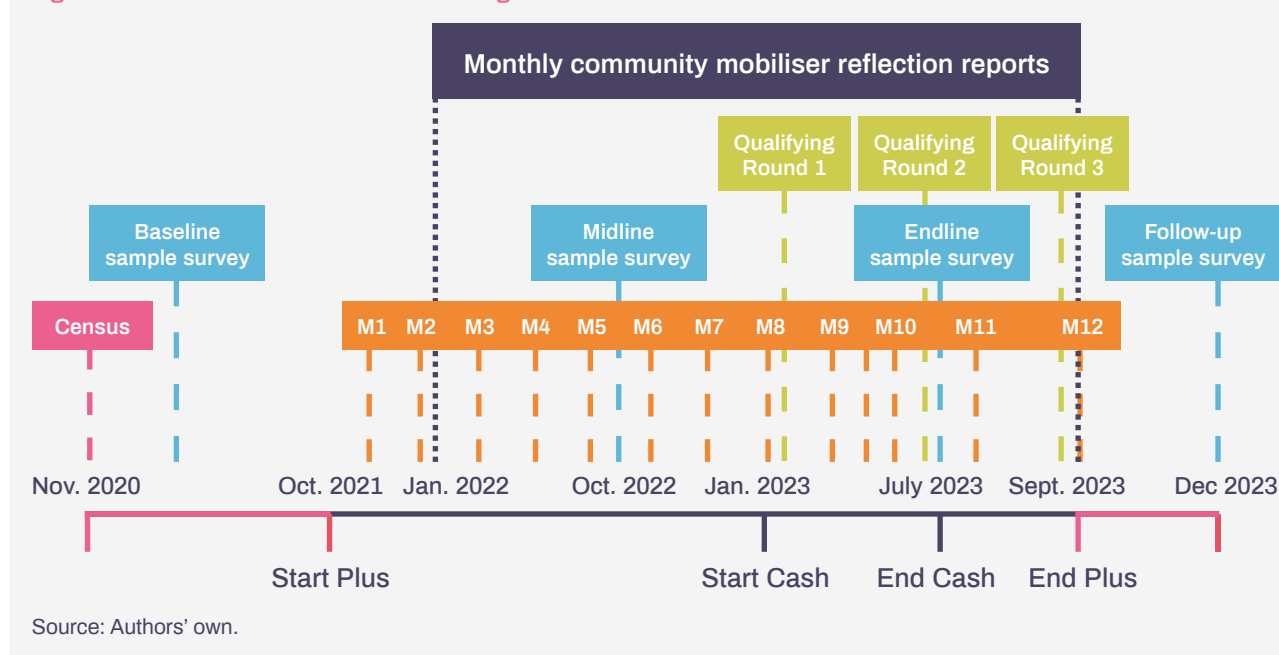 Monthly community mobiliser reflection reports
Qualifying
Round 1
Qualifying
Round 2
Qualifying
Round 3
Baseline
sample survey
Midline
sample survey
Endline
sample survey
Follow-up
sample survey
Census
M1 M2 M3 M4 M5 M6 M7 M8 M9 M10 M11 M12
Nov. 2020 Oct. 2021 Jan. 2022 Oct. 2022 Jan. 2023 July 2023 Sept. 2023 Dec 2023
Start Plus Start Cash End Cash End Plus
Source: Authors’ own.